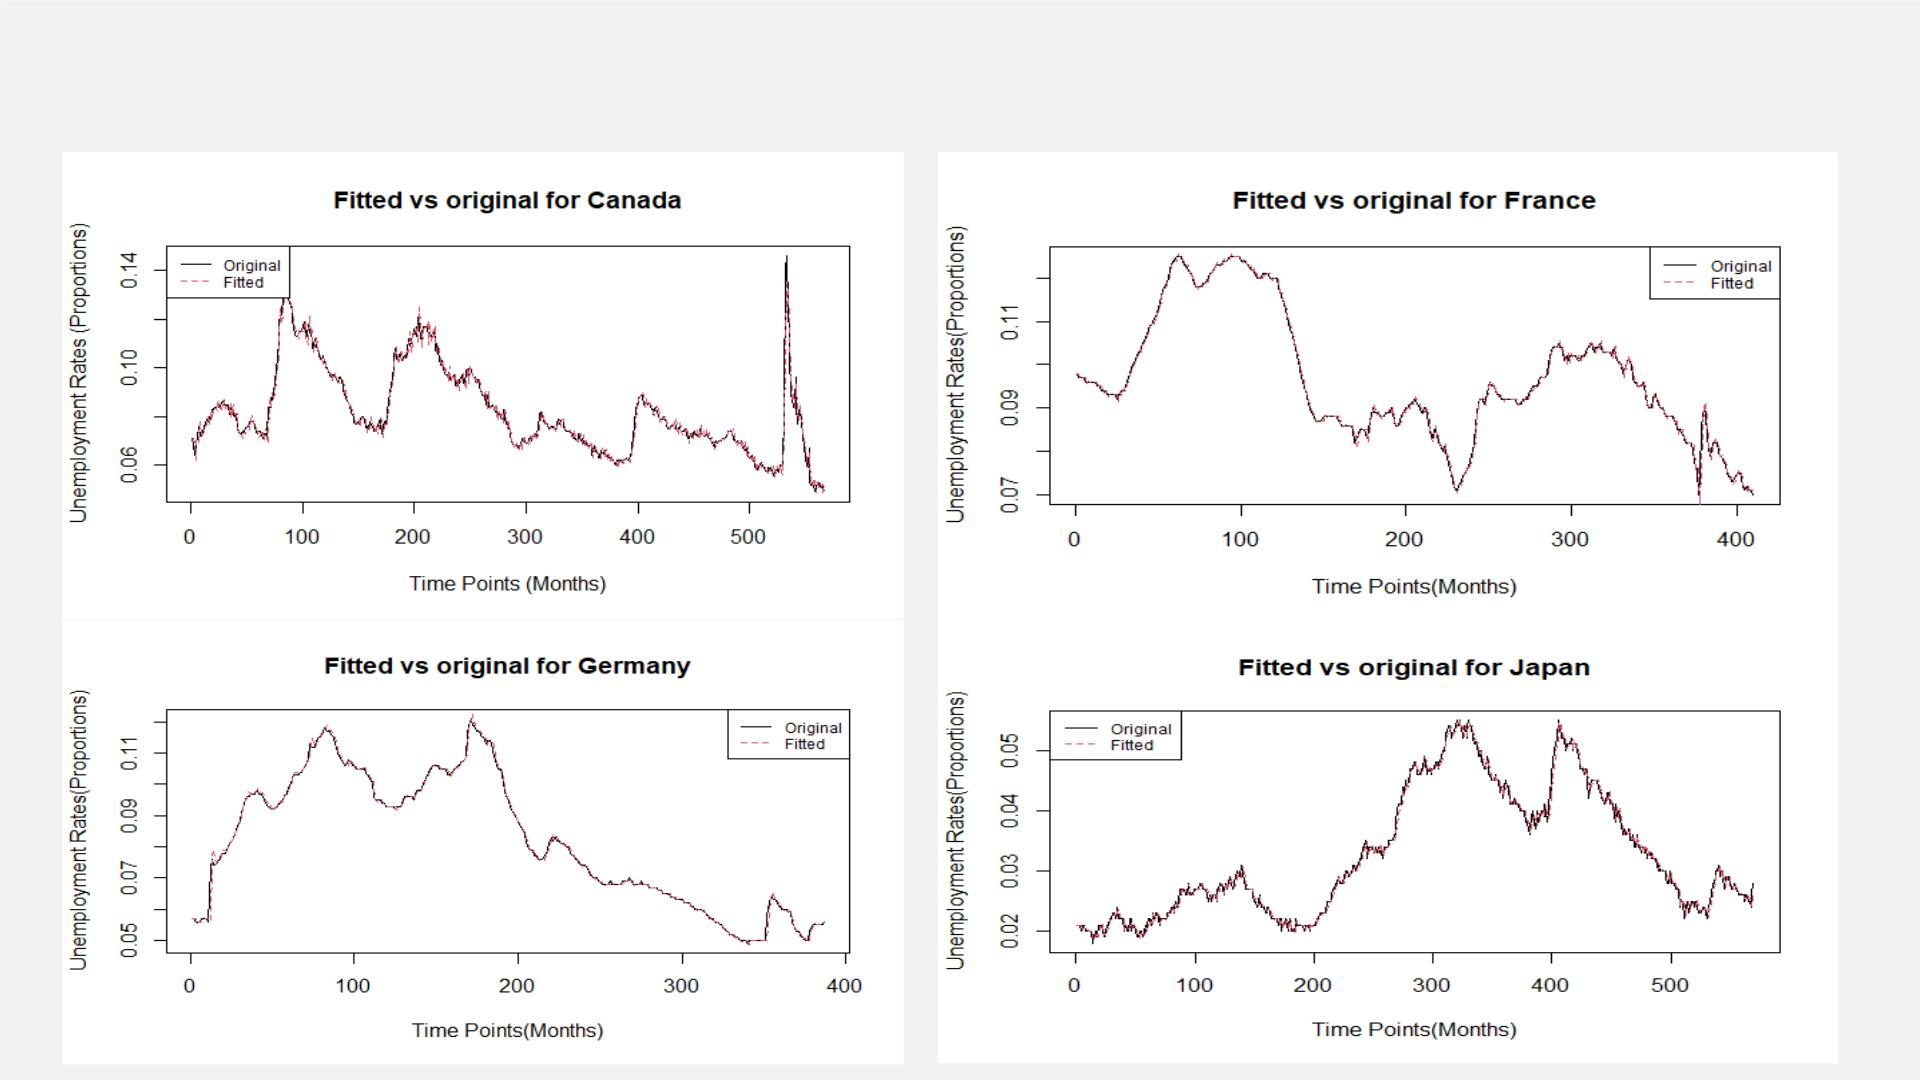 Fitted vs original for Canada
Unemployment Rates (Proportions)
0.14
0.10
0.06
Original
Fitted
0 100 200 300 400 500
Time Points (Months)
Fitted vs original for France
Unemployment Rates(Proportions)
0.11
0.09
0.07
Original
Fitted
0 100 200 300 400
Time Points(Months)
Fitted vs original for Germany
Unemployment Rates(Proportions)
0.11
0.09
0.07
0.05
Original
Fitted
0 100 200 300 400
Time Points(Months)
Fitted vs original for Japan
Unemployment Rates(Proportions)
0.05
0.04
0.03
0.02
Original
Fitted
0 100 200 300 400 500
Time Points(Months)